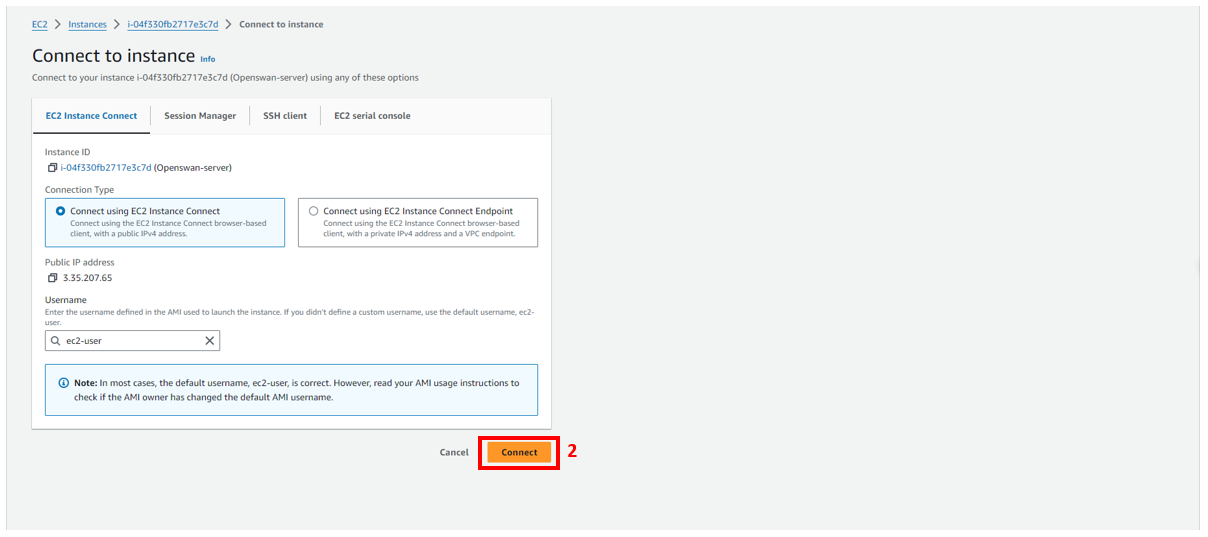 EC2 > Instances > i-04f330fb2717e3c7d > Connect to instance
Connect to instance Info
Connect to your instance i-04f330fb2717e3c7d (Openswan-server) using any of these options
EC2 Instance Connect Session Manager SSH client EC2 serial console
Instance ID
i-04f330fb2717e3c7d (Openswan-server)
Connection Type
Connect using EC2 Instance Connect
Connect using the EC2 Instance Connect browser-based
client, with a public IPv4 address.
Connect using EC2 Instance Connect Endpoint
Connect using the EC2 Instance Connect browser-based
client, with a private IPv4 address and a VPC endpoint.
Public IP address
3.35.207.65
Username
Enter the username defined in the AMI used to launch the instance. If you didn't define a custom username, use the default username, ec2-
user.
ec2-user
Note: In most cases, the default username, ec2-user, is correct. However, read your AMI usage instructions to
check if the AMI owner has changed the default AMI username.
Cancel Connect 2